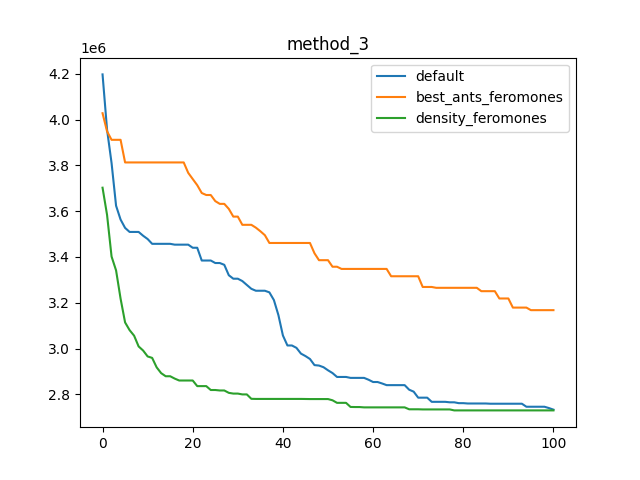 method_3
1e6
default
best_ants_feromones
density_feromones
4.2
4.0
3.8
3.6
3.4
3.2
3.0
2.8
0 20 40 60 80 100